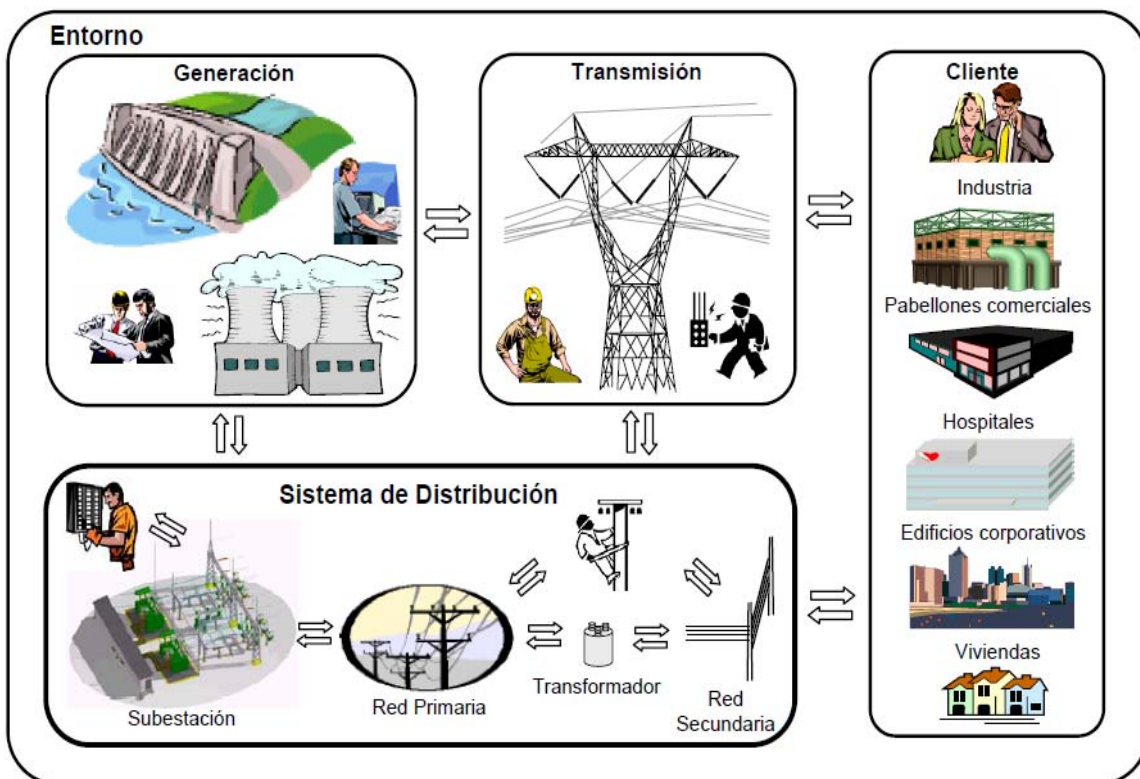 Entorno
Generación
Transmisión
Cliente
Industria
Pabellones comerciales
Hospitales
Edificios corporativos
Viviendas
Sistema de Distribución
Subestación
Red Primaria
Transformador
Red
Secundaria